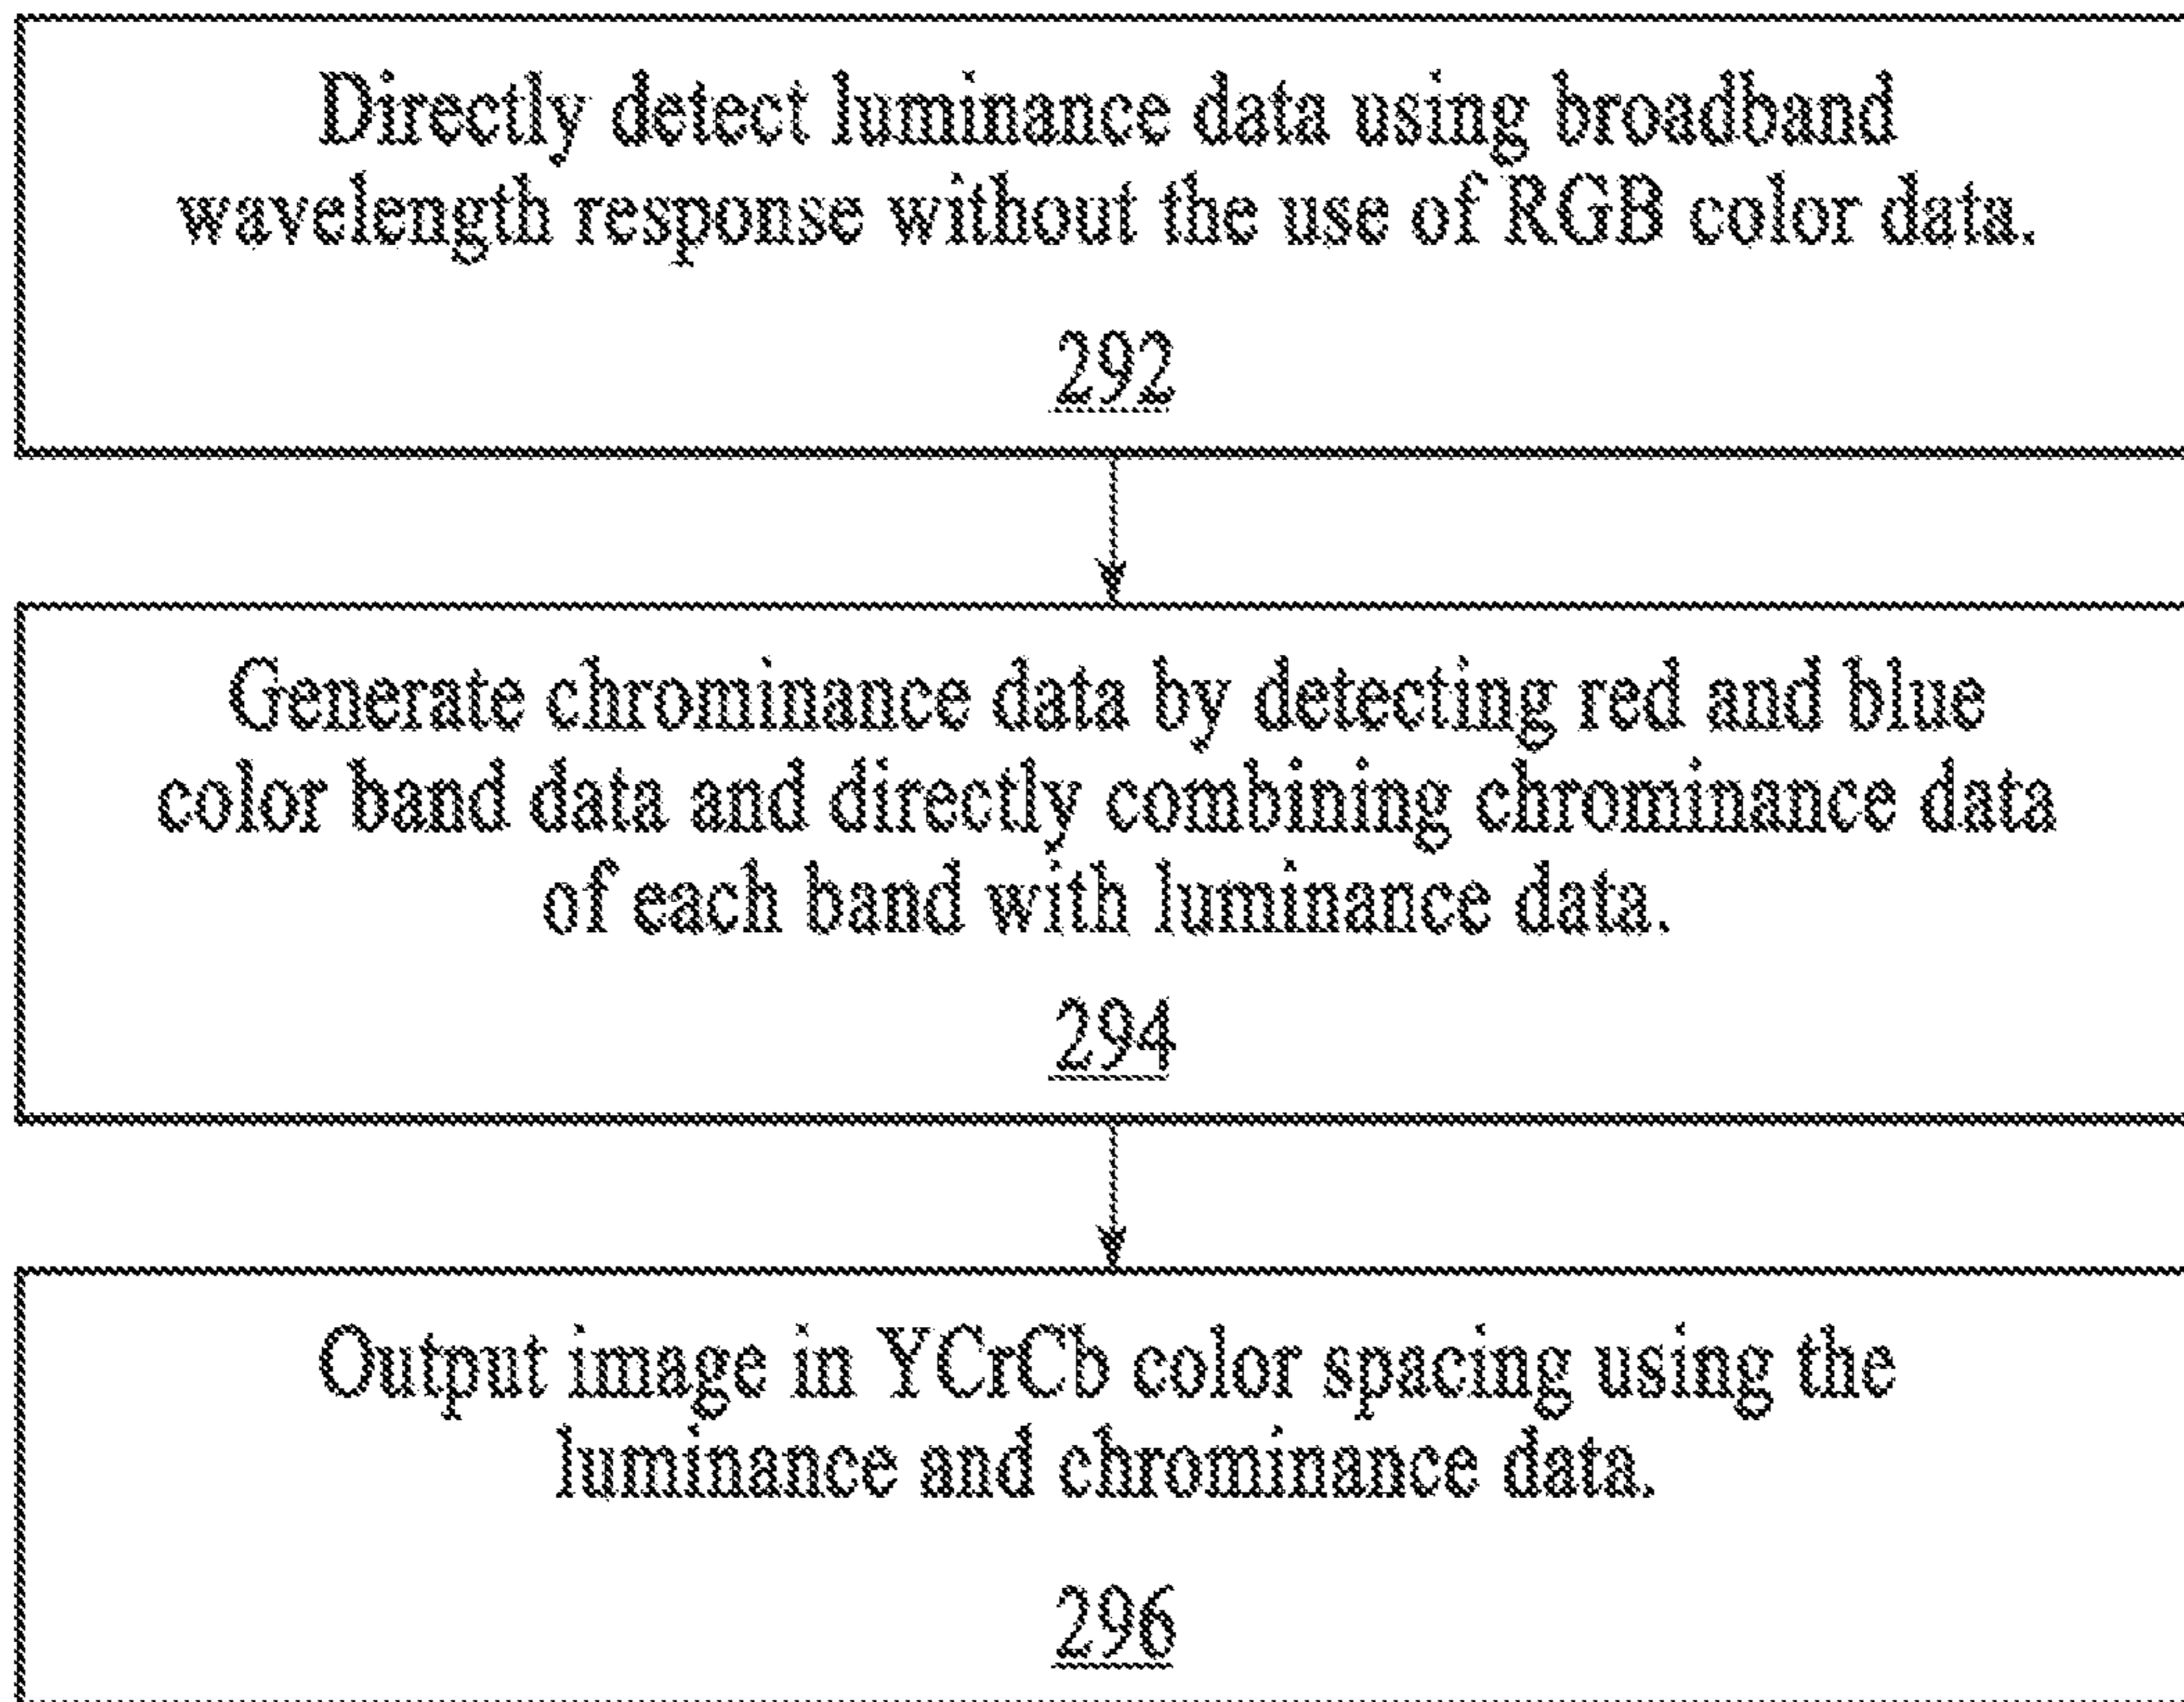 Directly detect luminance data using broadband
wavelength response without the use of RGB color data.
292
Generate chrominance data by detecting red and blue
color band data and directly combining chrominance data
of each band with luminance data.
294
Output image in YCrCb color spacing using the
luminance and chrominance data.
296